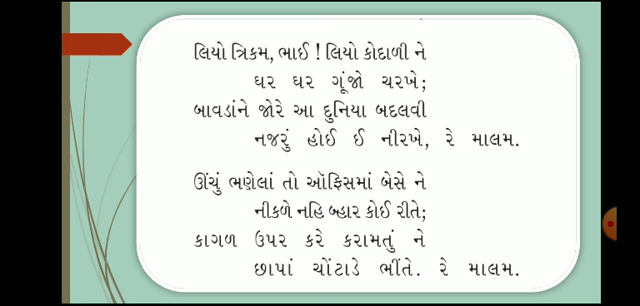 લિયો ત્રિકમ, ભાઈ ! લિયો કોદાળી ને
ઘર ઘર ગૂંજો ચરખે;
બાવડાંને જોરે આ દુનિયા બદલવી
નજરું હોઈ ઈ નીરખે, રે માલમ.
ઊંચું ભણેલાં તો ઑફિસમાં બેસે ને
નીકળે નહિ બ્હાર કોઈ રીતે;
કાગળ ઉપર કરે કરામતું ને
છાપાં ચોંટાડે ભીંતે. રે માલમ.